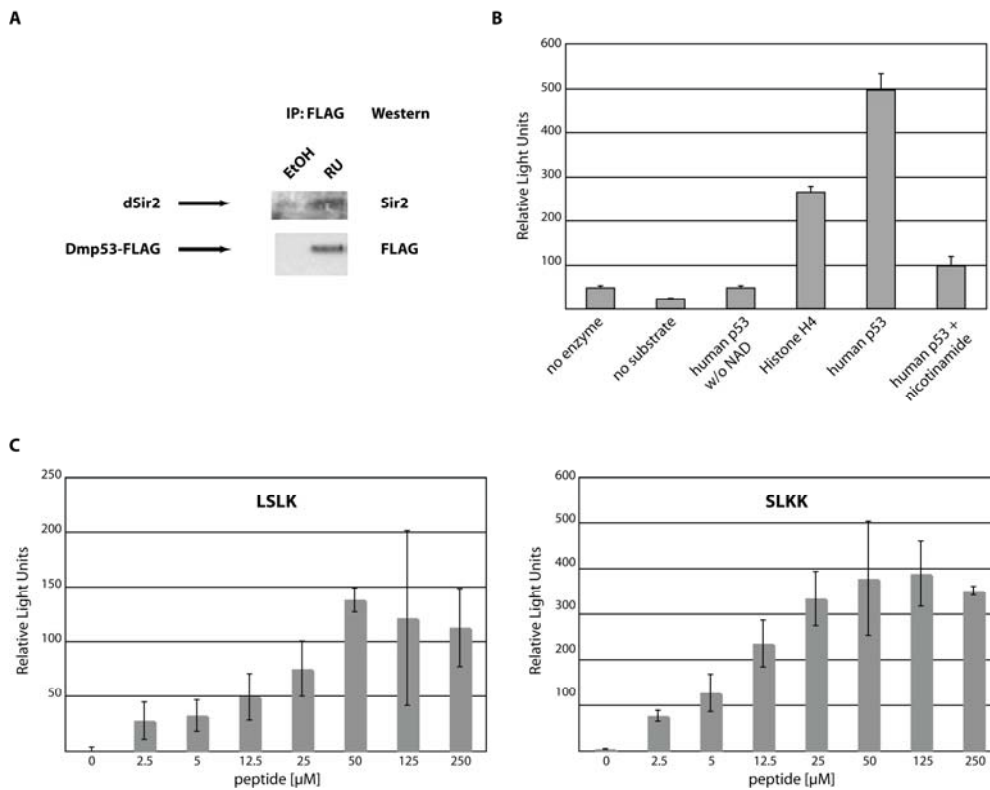 A
IP: FLAG Western
EtOH RU
dSir2 Sir2
Dmp53-FLAG FLAG
B
Relative Light Units
600
500
400
300
200
100
no enzyme
no substrate
human p53
w/o NAD
Histone H4
human p53
human p53 +
nicotinamide
C
LSLK
Relative Light Units
250
200
150
100
50
0 2.5 5 12.5 25 50 125 250
peptide [µM]
SLKK
Relative Light Units
600
500
400
300
200
100
0 2.5 5 12.5 25 50 125 250
peptide [µM]